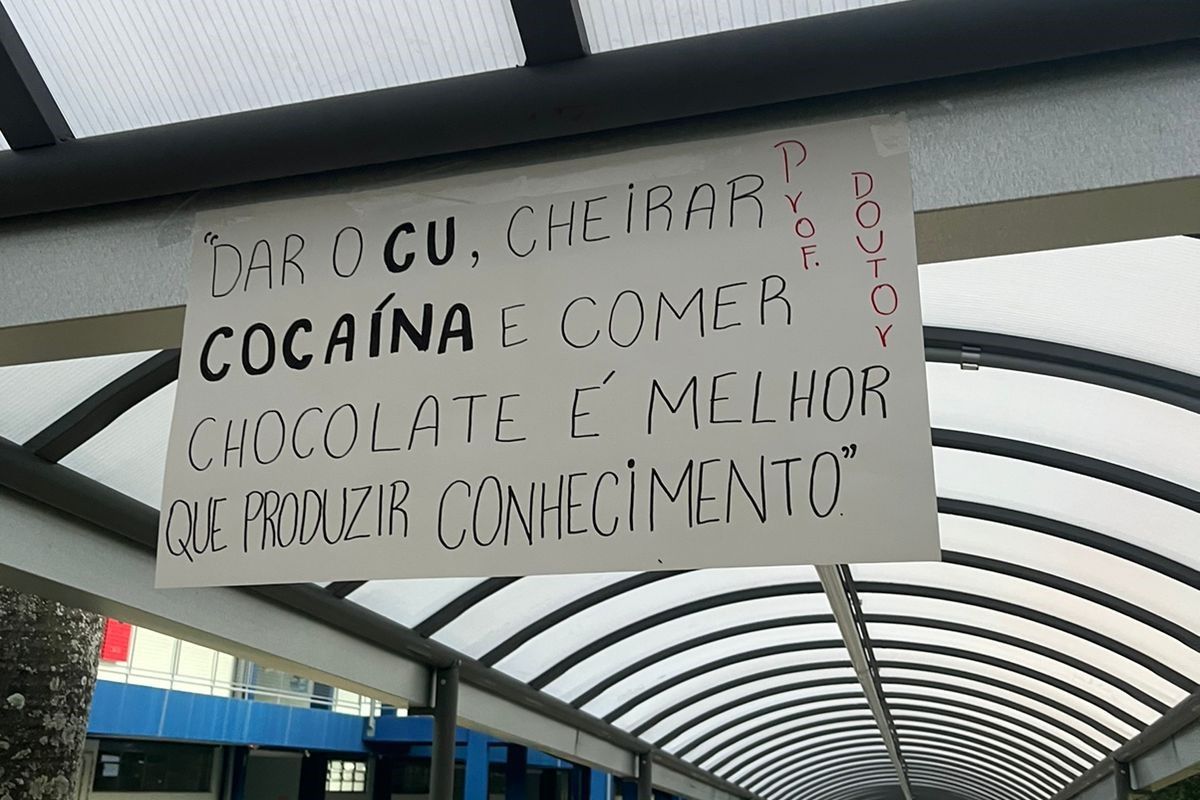 "DAR O CU, CHEIRAR
COCAÍNA E COMER
CHOCOLATE É MELHOR
QUE PRODUZIR CONHECIMENTO."
Prof.
DOUTOr